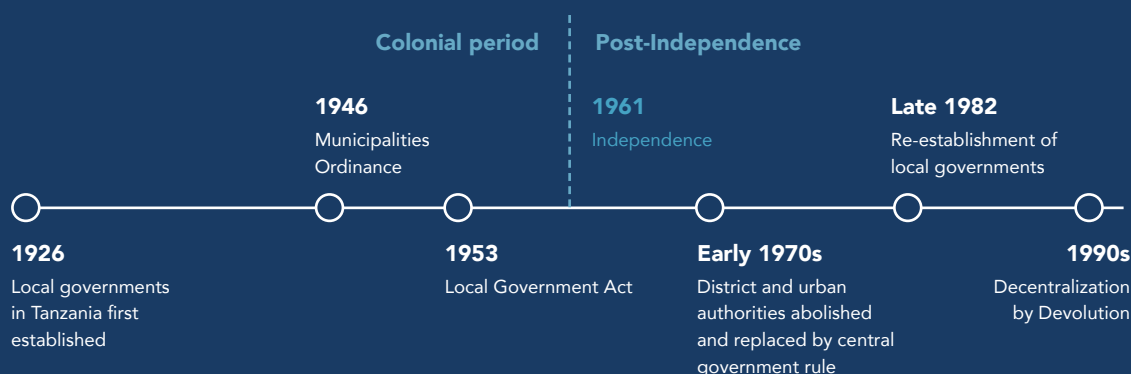 Colonial period
Post-Independence
1946
Municipalities
Ordinance
1961
Independence
Late 1982
Re-establishment of
local governments
1926
Local governments
in Tanzania first
established
1953
Local Government Act
Early 1970s
District and urban
authorities abolished
and replaced by central
government rule
1990s
Decentralization
by Devolution